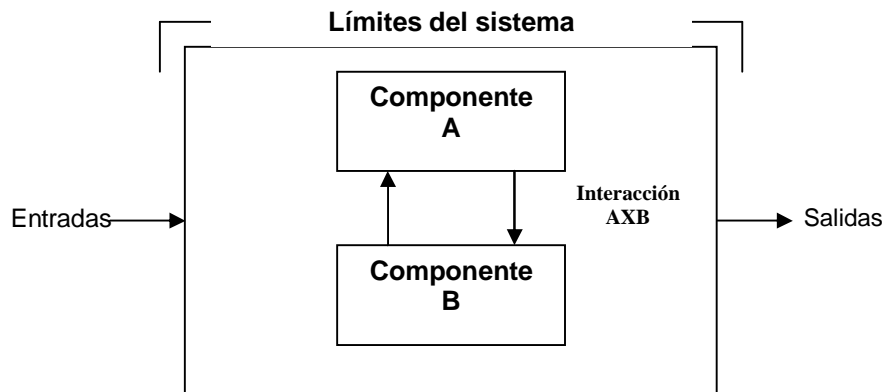 Límites del sistema
Componente
A
Interacción
AXB
Entradas
Salidas
Componente
B